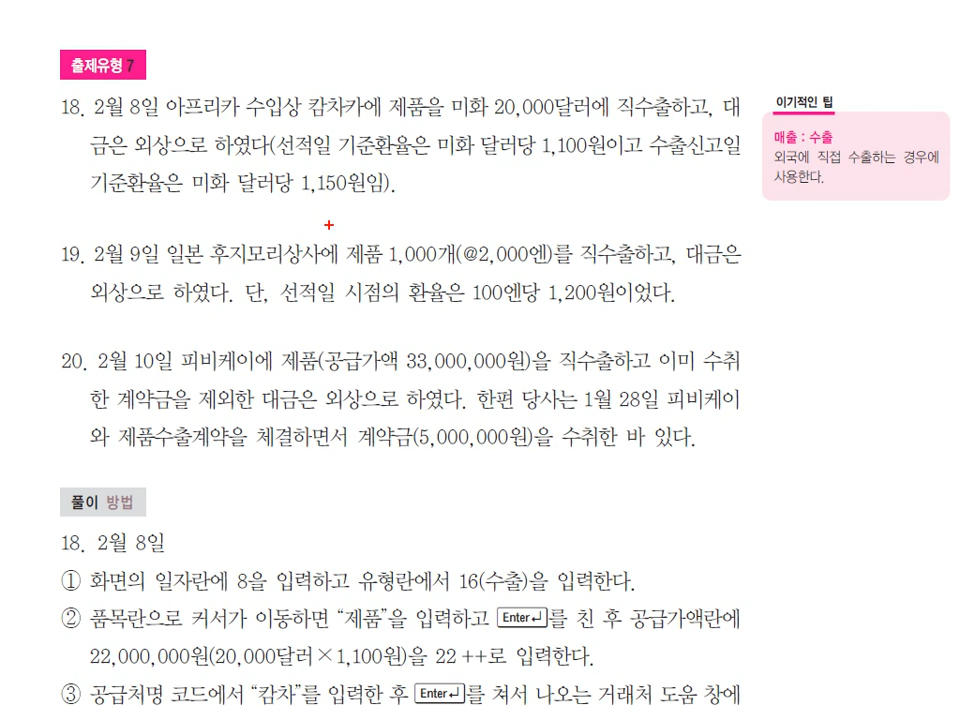 출제유형 7
18. 2월 8일 아프리카 수입상 캄차카에 제품을 미화 20,000달러에 직수출하고, 대
금은 외상으로 하였다(선적일 기준환율은 미화 달러당 1,100원이고 수출신고일
기준환율은 미화 달러당 1,150원임).
이기적인 팁
매출 : 수출
외국에 직접 수출하는 경우에
사용한다.
19. 2월 9일 일본 후지모리상사에 제품 1,000개(@2,000엔)를 직수출하고, 대금은
외상으로 하였다. 단, 선적일 시점의 환율은 100엔당 1,200원이었다.
20. 2월 10일 피비케이에 제품(공급가액 33,000,000원)을 직수출하고 이미 수취
한 계약금을 제외한 대금은 외상으로 하였다. 한편 당사는 1월 28일 피비케이
와 제품수출계약을 체결하면서 계약금(5,000,000원)을 수취한 바 있다.
풀이 방법
18. 2월 8일
① 화면의 일자란에 8을 입력하고 유형란에서 16(수출)을 입력한다.
② 품목란으로 커서가 이동하면 “제품”을 입력하고 Enter↵를 친 후 공급가액란에
22,000,000원(20,000달러×1,100원)을 22 ++로 입력한다.
③ 공급처명 코드에서 “캄차”를 입력한 후 Enter↵를 쳐서 나오는 거래처 도움 창에